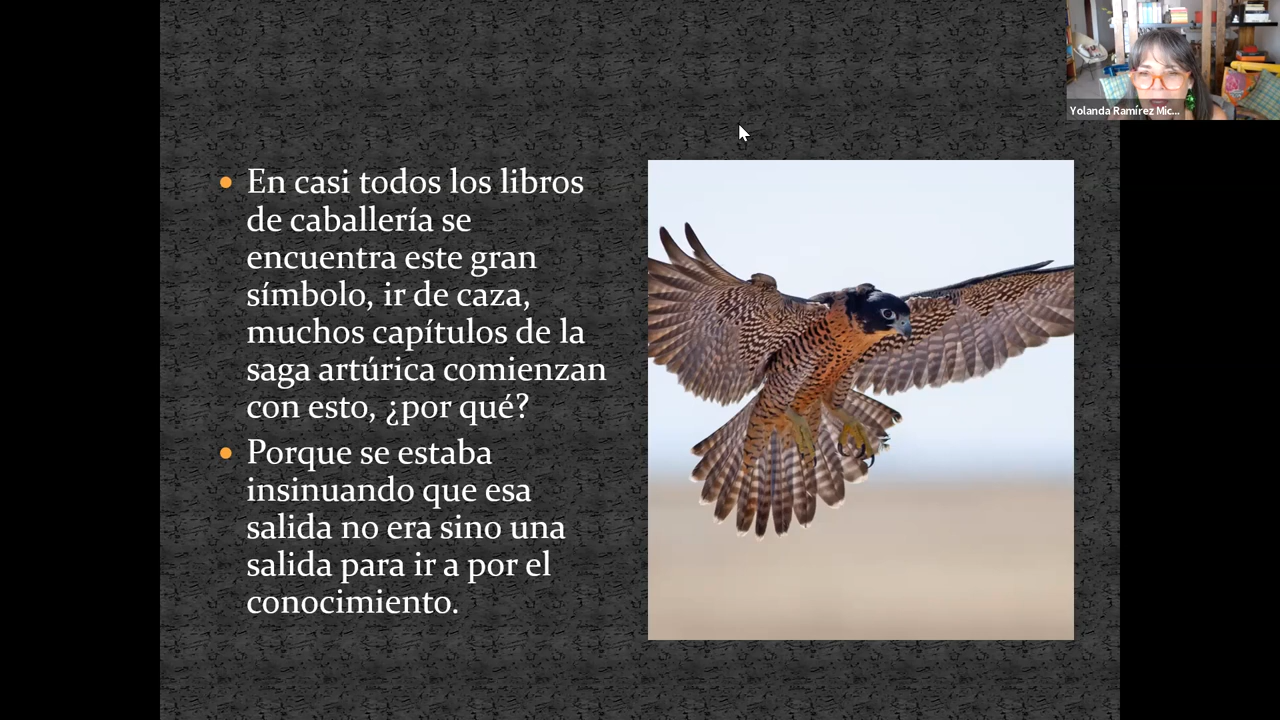 Yolanda Ramírez Mic...
En casi todos los libros
de caballería se
encuentra este gran
símbolo, ir de caza,
muchos capítulos de la
saga artúrica comienzan
con esto, ¿por qué?
Porque se estaba
insinuando que esa
salida no era sino una
salida para ir a por el
conocimiento.